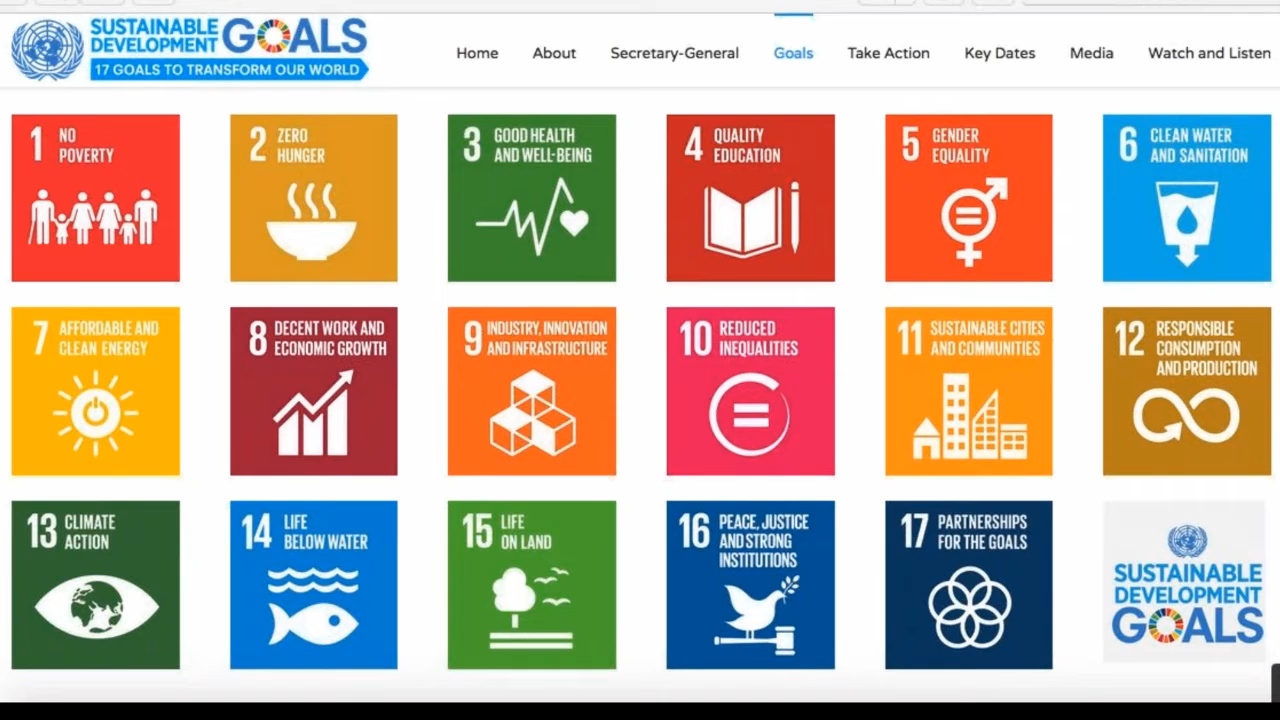 SUSTAINABLE
DEVELOPMENT
GOALS
17 GOALS TO TRANSFORM OUR WORLD
Home About Secretary-General Goals Take Action Key Dates Media Watch and Listen
1 NO
POVERTY
2 ZERO
HUNGER
3 GOOD HEALTH
AND WELL-BEING
4 QUALITY
EDUCATION
5 GENDER
EQUALITY
6 CLEAN WATER
AND SANITATION
7 AFFORDABLE AND
CLEAN ENERGY
8 DECENT WORK AND
ECONOMIC GROWTH
9 INDUSTRY, INNOVATION
AND INFRASTRUCTURE
10 REDUCED
INEQUALITIES
11 SUSTAINABLE CITIES
AND COMMUNITIES
12 RESPONSIBLE
CONSUMPTION
AND PRODUCTION
13 CLIMATE
ACTION
14 LIFE
BELOW WATER
15 LIFE
ON LAND
16 PEACE, JUSTICE
AND STRONG
INSTITUTIONS
17 PARTNERSHIPS
FOR THE GOALS
SUSTAINABLE
DEVELOPMENT
GOALS